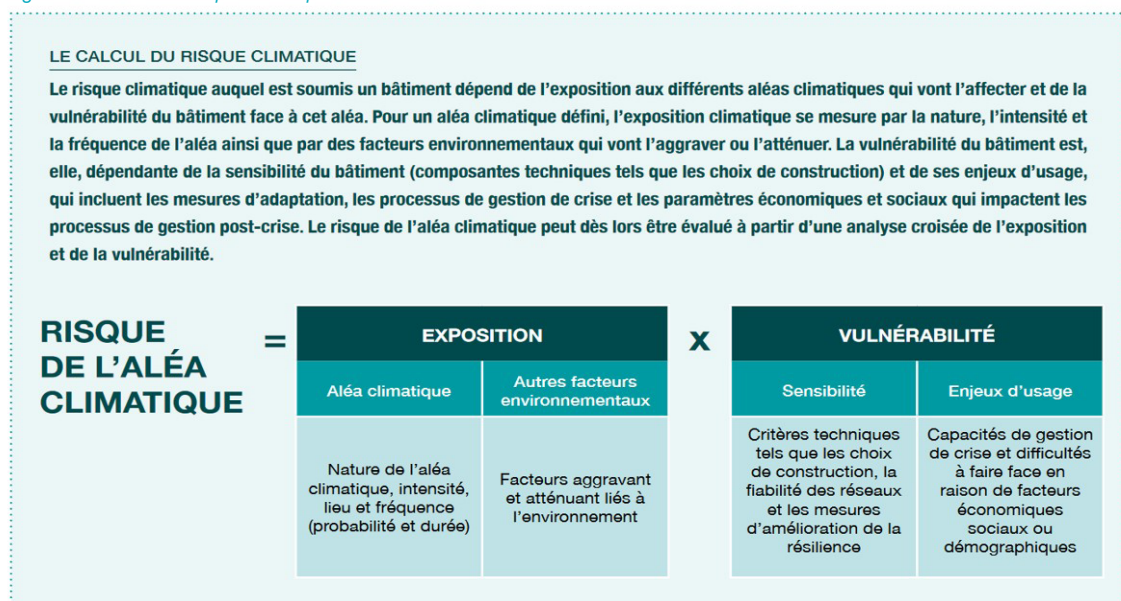 LE CALCUL DU RISQUE CLIMATIQUE
Le risque climatique auquel est soumis un bâtiment dépend de l’exposition aux différents aléas climatiques qui vont l’affecter et de la
vulnérabilité du bâtiment face à cet aléa. Pour un aléa climatique défini, l’exposition climatique se mesure par la nature, l’intensité et
la fréquence de l’aléa ainsi que par des facteurs environnementaux qui vont l’aggraver ou l’atténuer. La vulnérabilité du bâtiment est,
elle, dépendante de la sensibilité du bâtiment (composantes techniques tels que les choix de construction) et de ses enjeux d’usage,
qui incluent les mesures d’adaptation, les processus de gestion de crise et les paramètres économiques et sociaux qui impactent les
processus de gestion post-crise. Le risque de l’aléa climatique peut dès lors être évalué à partir d’une analyse croisée de l’exposition
et de la vulnérabilité.
RISQUE
DE L’ALÉA
CLIMATIQUE
=
EXPOSITION
Aléa climatique
Autres facteurs
environnementaux
Nature de l’aléa
climatique, intensité,
lieu et fréquence
(probabilité et durée)
Facteurs aggravant
et atténuant liés à
l’environnement
x
VULNÉRABILITÉ
Sensibilité
Enjeux d’usage
Critères techniques
tels que les choix
de construction, la
fiabilité des réseaux
et les mesures
d’amélioration de la
résilience
Capacités de gestion
de crise et difficultés
à faire face en
raison de facteurs
économiques
sociaux ou
démographiques